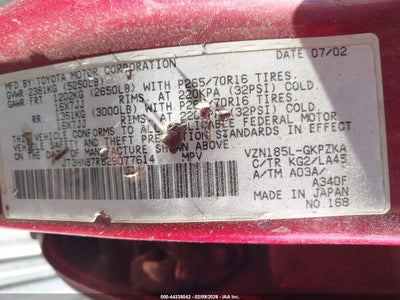 MFD.BY:TOYOTA MOTOR CORPORATION DATE 07/02
GVWR 2381KG (5250LB)
GAWR FRT 1202KG (2650LB) WITH P265/70R16 TIRES,
16X7JJ RIMS AT 220KPA (32PSI) COLD.
RR. 1361KG (3000LB) WITH P265/70R16 TIRES,
16X7JJ RIMS AT 220KPA (32PSI) COLD.
THIS VEHICLE CONFORMS TO ALL APPLICABLE FEDERAL MOTOR
VEHICLE SAFETY AND THEFT PREVENTION STANDARDS IN EFFECT
ON THE DATE OF MANUFACTURE SHOWN ABOVE.
MPV
VZN185L-GKPZKA
C/TR KG2/LA45
A/TM A03A/
A340F
MADE IN JAPAN
NO.168
000-44338042 - 02/09/2026 - IAAI.COM